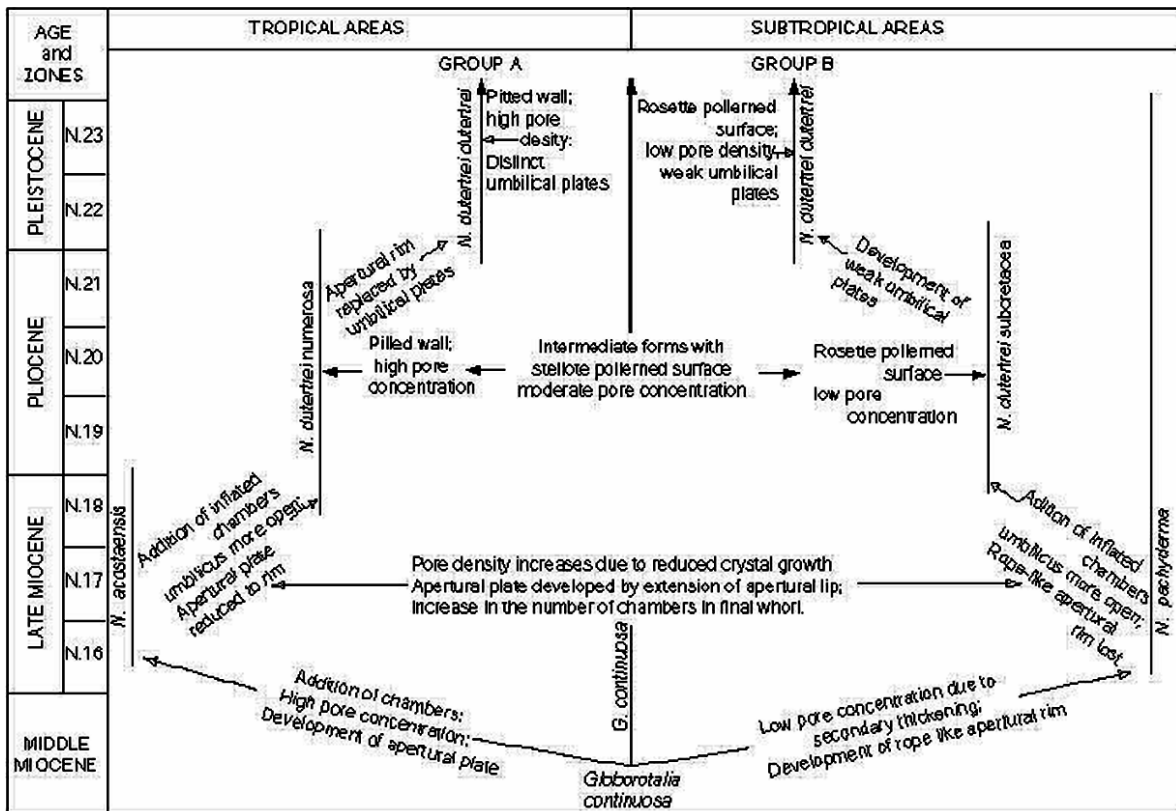 AGE
and
ZONES
TROPICAL AREAS
SUBTROPICAL AREAS
GROUP A
GROUP B
PLEISTOCENE
N.23
N.22
PLIOCENE
N.21
N.20
N.19
LATE MIOCENE
N.18
N.17
N.16
MIDDLE
MIOCENE
N. dutertrei dutertrei
Pitted wall;
high pore
desity:
Distinct
umbilical plates
Rosette pollerned
surface;
low pore density,
weak umbilical
plates
N. dutertrei dutertrei
Apertural rim
replaced by
umbilical plates
Development of
weak umbilical
plates
N. dutertrei numerosa
Pilled wall;
high pore
concentration
Intermediate forms with
stellote pollerned surface
moderate pore concentration
Rosette pollerned
surface
low pore
concentration
N. dutertrei subcretacea
N. arostaensis
Addition of inflated
chambers
umbilicus more open;
Apertural plate
reduced to rim
Pore density increases due to reduced crystal growth
Apertural plate developed by extension of apertural lip;
Increase in the number of chambers in final whorl.
Adition of inflated
chambers
umbilicus more open;
Rope-like apertural
rim lost
N. pachyderma
Addition of chambers;
High pore concentration;
Development of apertural plate
G. continuosa
Low pore concentration due to
secondary thickening;
Development of rope like apertural rim
Globorotalia
continuosa